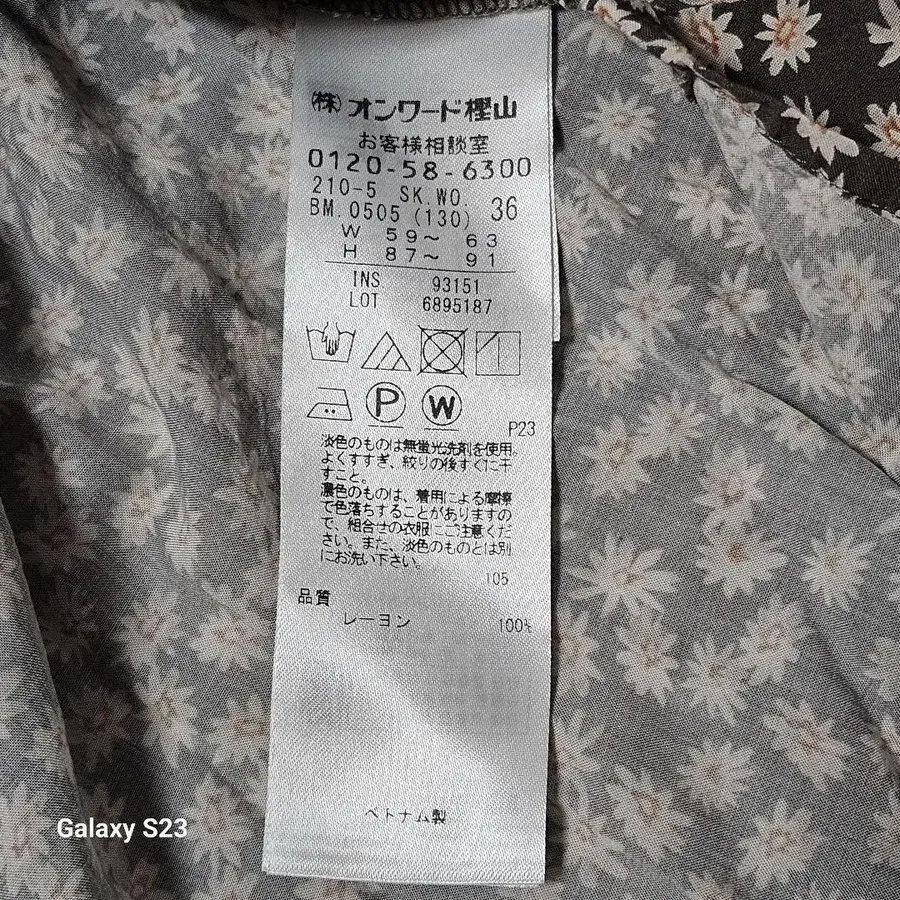 ㈱オンワード樫山
お客様相談室
0120-58-6300
210-5 SK.WO. 36
BM.0505 (130)
W 59～ 63
H 87～ 91
INS 93151
LOT 6895187
P W
P23
淡色のものは無蛍光洗剤を使用。
よくすすぎ、絞りの後すぐに干
すこと。
濃色のものは、着用による摩擦
で色落ちすることがありますの
で、組合せの衣服にご注意くだ
さい。また、淡色のものとは別
にお洗い下さい。
105
品質
レーヨン 100%
ベトナム製
Galaxy S23